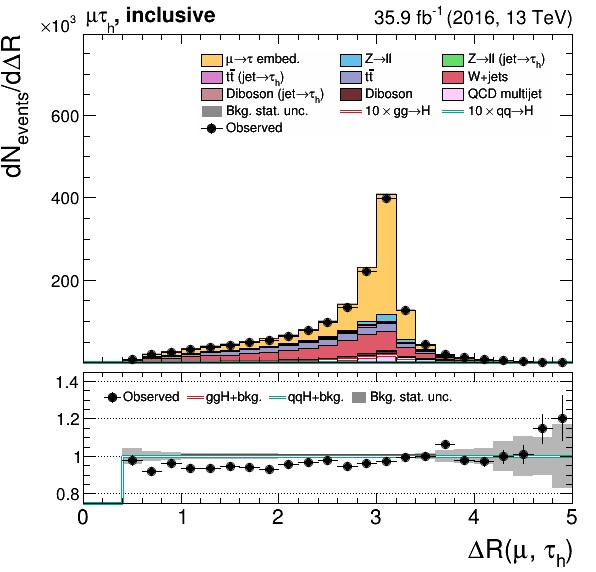 ×10³ μτₕ, inclusive 35.9 fb⁻¹ (2016, 13 TeV)
dN_events/dΔR
μ→τ embed. Z→ll Z→ll (jet→τₕ)
tt̄ (jet→τₕ) tt̄ W+jets
Diboson (jet→τₕ) Diboson QCD multijet
Bkg. stat. unc. 10×gg→H 10×qq→H
Observed
600
400
200
1.4
Observed ggH+bkg. qqH+bkg. Bkg. stat. unc.
1.2
1
0.8
0 1 2 3 4 5
ΔR(μ, τₕ)